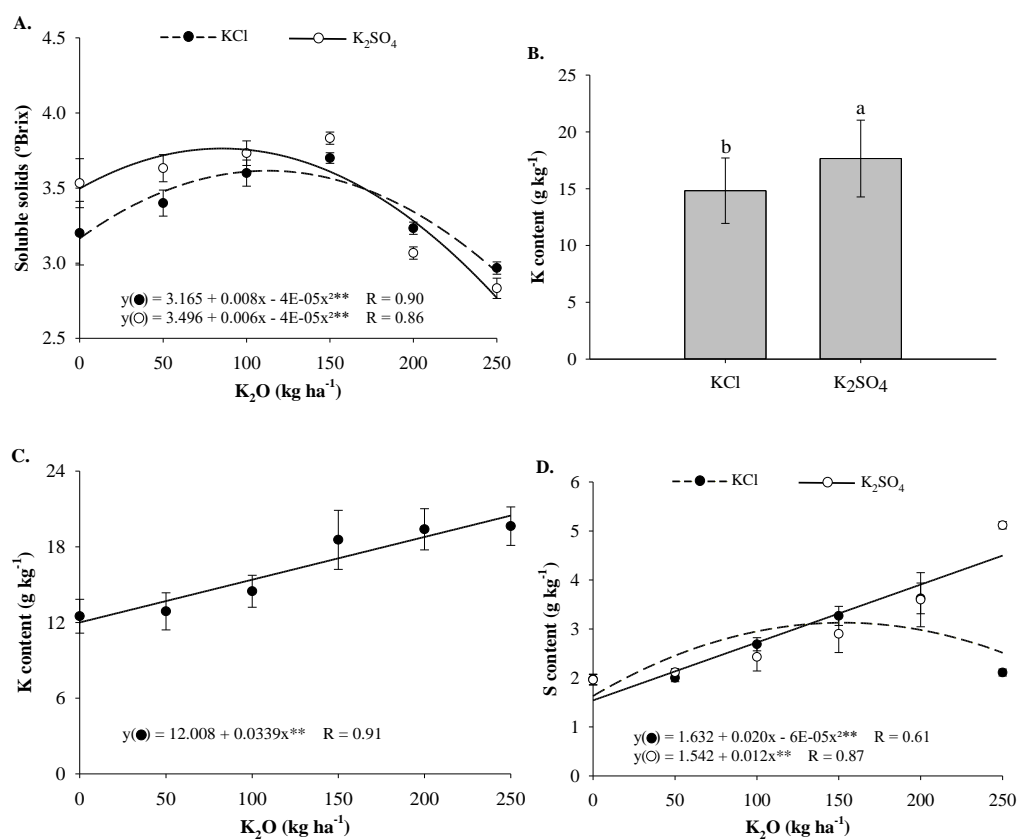 A.
KCl K₂SO₄
4.5
4.0
3.5
3.0
2.5
Soluble solids (ºBrix)
y(●) = 3.165 + 0.008x - 4E-05x²** R = 0.90
y(○) = 3.496 + 0.006x - 4E-05x²** R = 0.86
0 50 100 150 200 250
K₂O (kg ha⁻¹)
B.
25
20
15
10
5
0
K content (g kg⁻¹)
b
a
KCl K₂SO₄
C.
24
18
12
6
0
K content (g kg⁻¹)
y(●) = 12.008 + 0.0339x** R = 0.91
0 50 100 150 200 250
K₂O (kg ha⁻¹)
D.
KCl K₂SO₄
6
5
4
3
2
1
0
S content (g kg⁻¹)
y(●) = 1.632 + 0.020x - 6E-05x²** R = 0.61
y(○) = 1.542 + 0.012x** R = 0.87
0 50 100 150 200 250
K₂O (kg ha⁻¹)